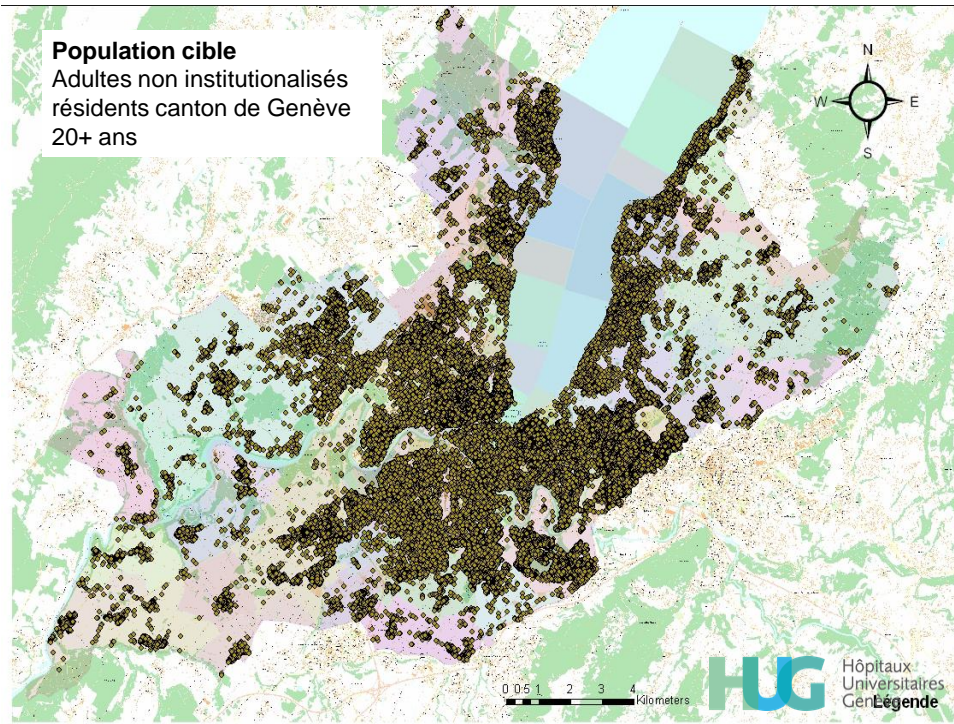 Population cible
Adultes non institutionalisés
résidents canton de Genève
20+ ans
N
W
E
S
0 0.5 1 2 3 4
Kilometers
HUG
Hôpitaux
Universitaires
Genève
Légende